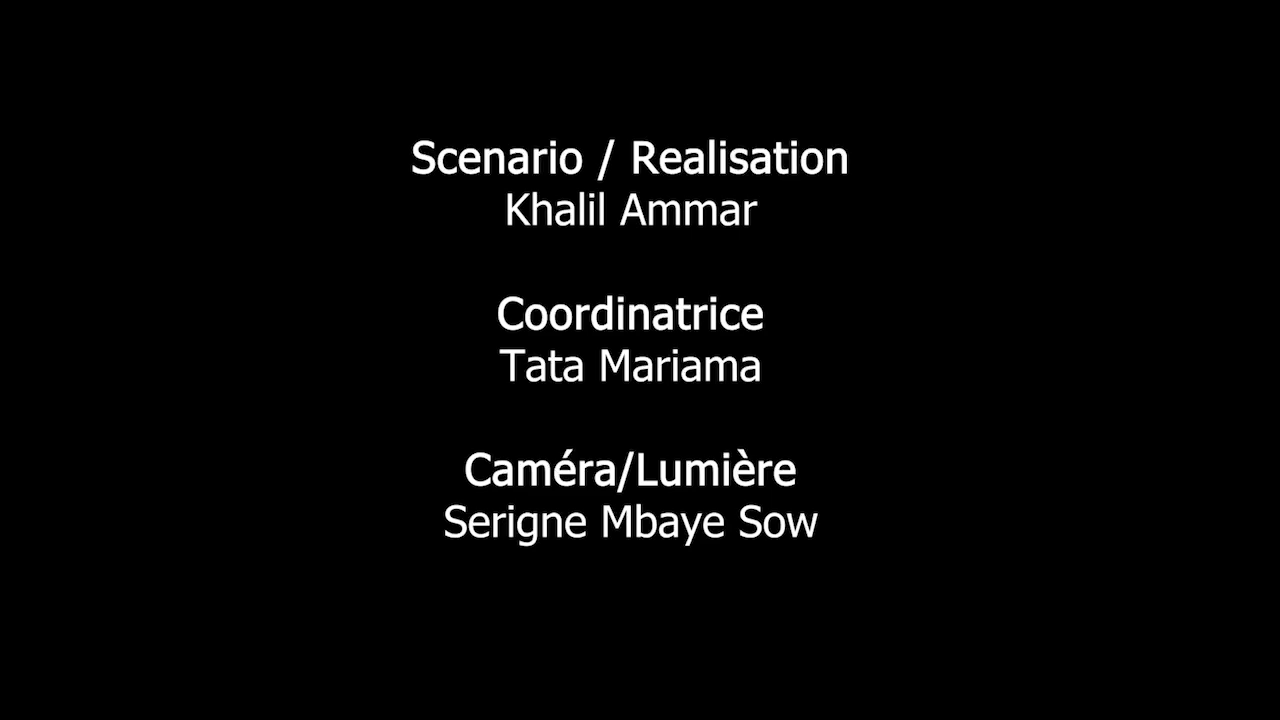 Scenario / Realisation
Khalil Ammar
Coordinatrice
Tata Mariama
Caméra/Lumière
Serigne Mbaye Sow